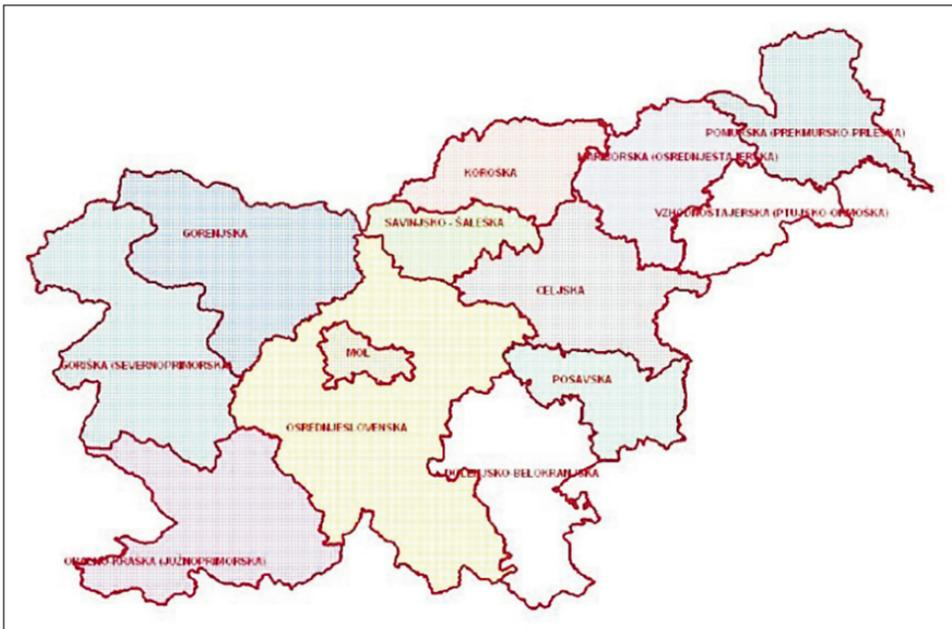 POMURSKA (PREKMURSKO-PRLEŠKA)
MARIBORSKA (OSREDNJEŠTAJERSKA)
KOROŠKA
VZHODNOŠTAJERSKA (PTUJSKO-ORMOŠKA)
SAVINJSKO - ŠALEŠKA
GORENJSKA
CELJSKA
MOL
GORIŠKA (SEVERNOPRIMORSKA)
POSAVSKA
OSREDNJESLOVENSKA
DOLENJSKO-BELOKRANJSKA
OBALNO-KRAŠKA (JUŽNOPRIMORSKA)